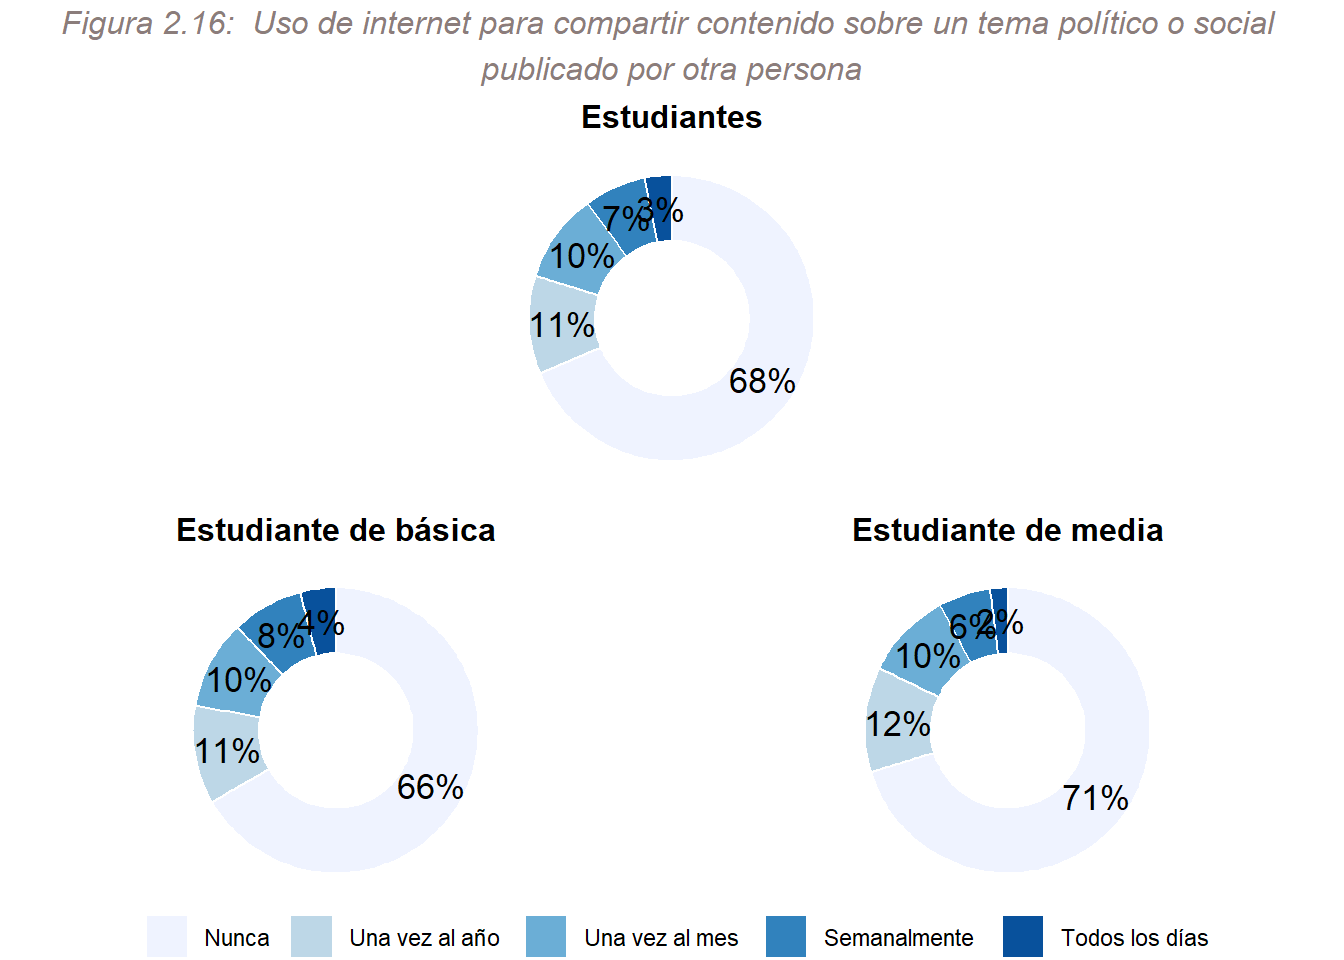 Figura 2.16:  Uso de internet para compartir contenido sobre un tema político o social
publicado por otra persona
Estudiantes
3%
7%
10%
11%
68%
Estudiante de básica
4%
8%
10%
11%
66%
Estudiante de media
2%
6%
10%
12%
71%
Nunca
Una vez al año
Una vez al mes
Semanalmente
Todos los días